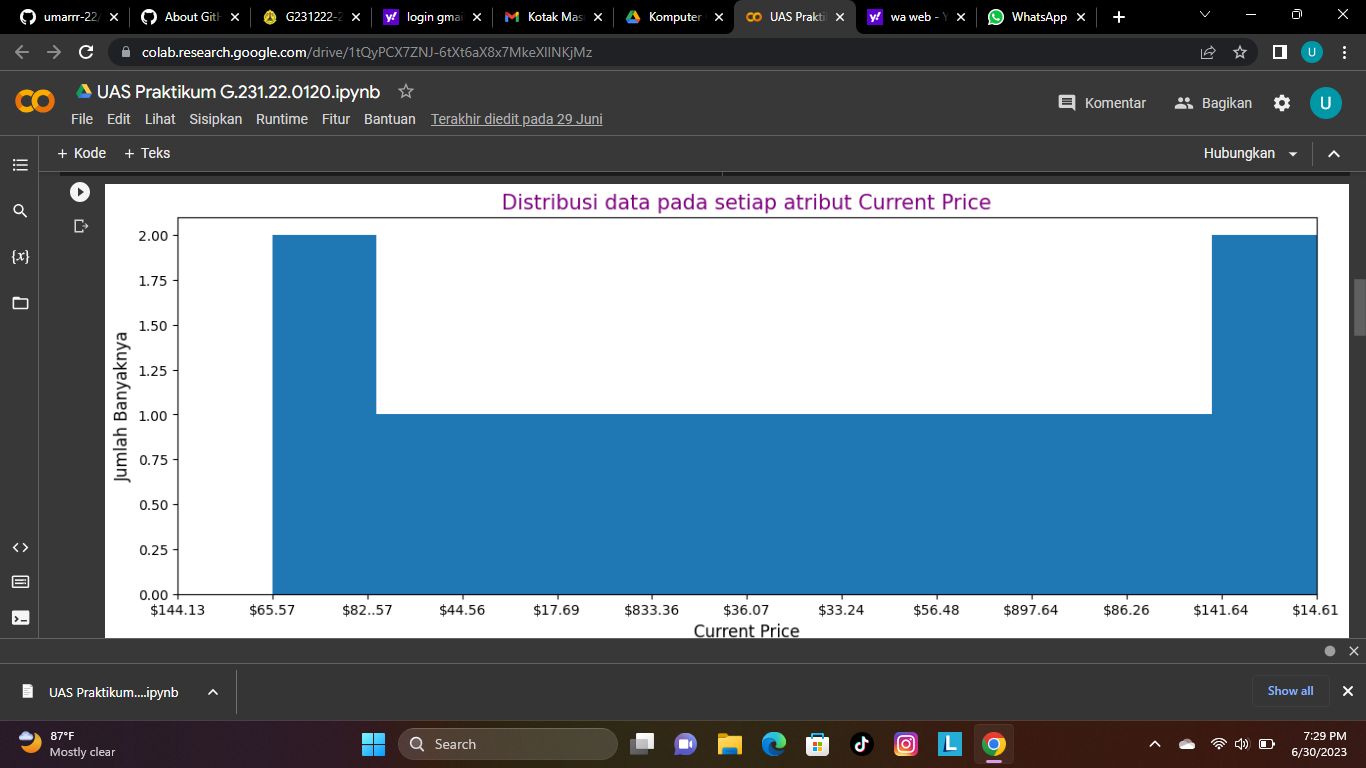 umarrr-22/
About GitH
G231222-2
login gmai
Kotak Mas
Komputer
UAS Prakti
wa web - Y
WhatsApp
colab.research.google.com/drive/1tQyPCX7ZNJ-6tXt6aX8x7MkeXIINKjMz
U
UAS Praktikum G.231.22.0120.ipynb
Komentar
Bagikan
U
File Edit Lihat Sisipkan Runtime Fitur Bantuan Terakhir diedit pada 29 Juni
+ Kode + Teks
Hubungkan
{x}
Distribusi data pada setiap atribut Current Price
Jumlah Banyaknya
2.00
1.75
1.50
1.25
1.00
0.75
0.50
0.25
0.00
$144.13 $65.57 $82.57 $44.56 $17.69 $833.36 $36.07 $33.24 $56.48 $897.64 $86.26 $141.64 $14.61
Current Price
UAS Praktikum....ipynb
Show all
87°F
Mostly clear
Search
7:29 PM
6/30/2023